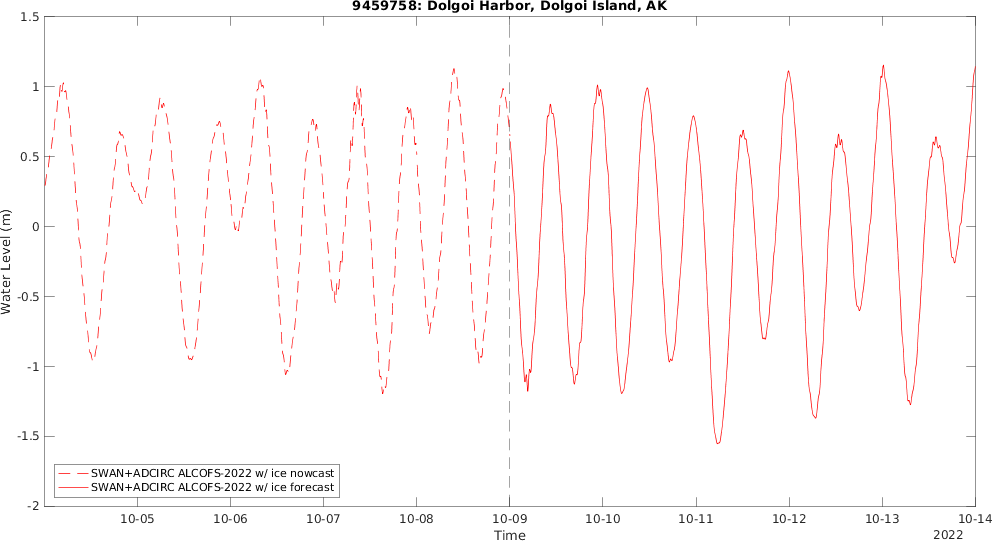 9459758: Dolgoi Harbor, Dolgoi Island, AK
1.5
1
0.5
0
-0.5
-1
-1.5
-2
Water Level (m)
SWAN+ADCIRC ALCOFS-2022 w/ ice nowcast
SWAN+ADCIRC ALCOFS-2022 w/ ice forecast
10-05 10-06 10-07 10-08 10-09 10-10 10-11 10-12 10-13 10-14
Time
2022